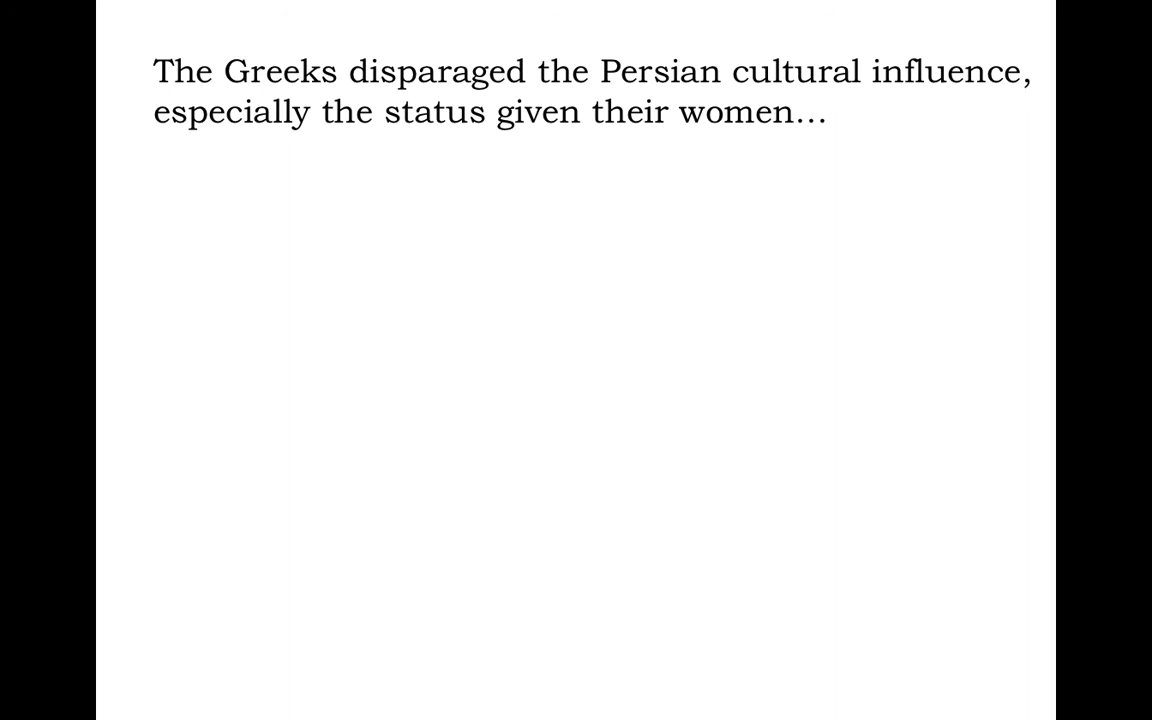 The Greeks disparaged the Persian cultural influence,
especially the status given their women…